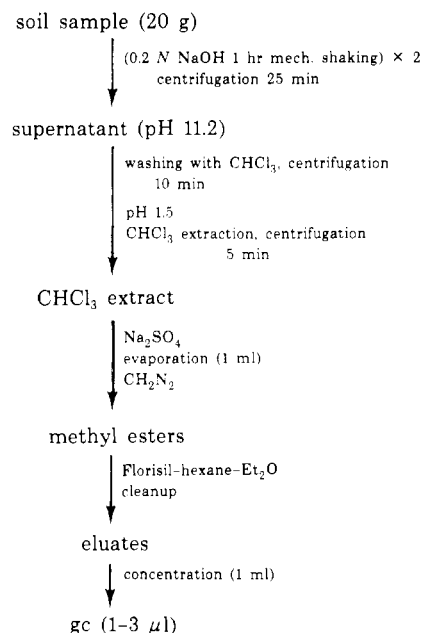 soil sample (20 g)
(0.2 N NaOH 1 hr mech. shaking) × 2
centrifugation 25 min
supernatant (pH 11.2)
washing with CHCl₃, centrifugation
10 min
pH 1.5
CHCl₃ extraction, centrifugation
5 min
CHCl₃ extract
Na₂SO₄
evaporation (1 ml)
CH₂N₂
methyl esters
Florisil-hexane-Et₂O
cleanup
eluates
concentration (1 ml)
gc (1–3 μl)